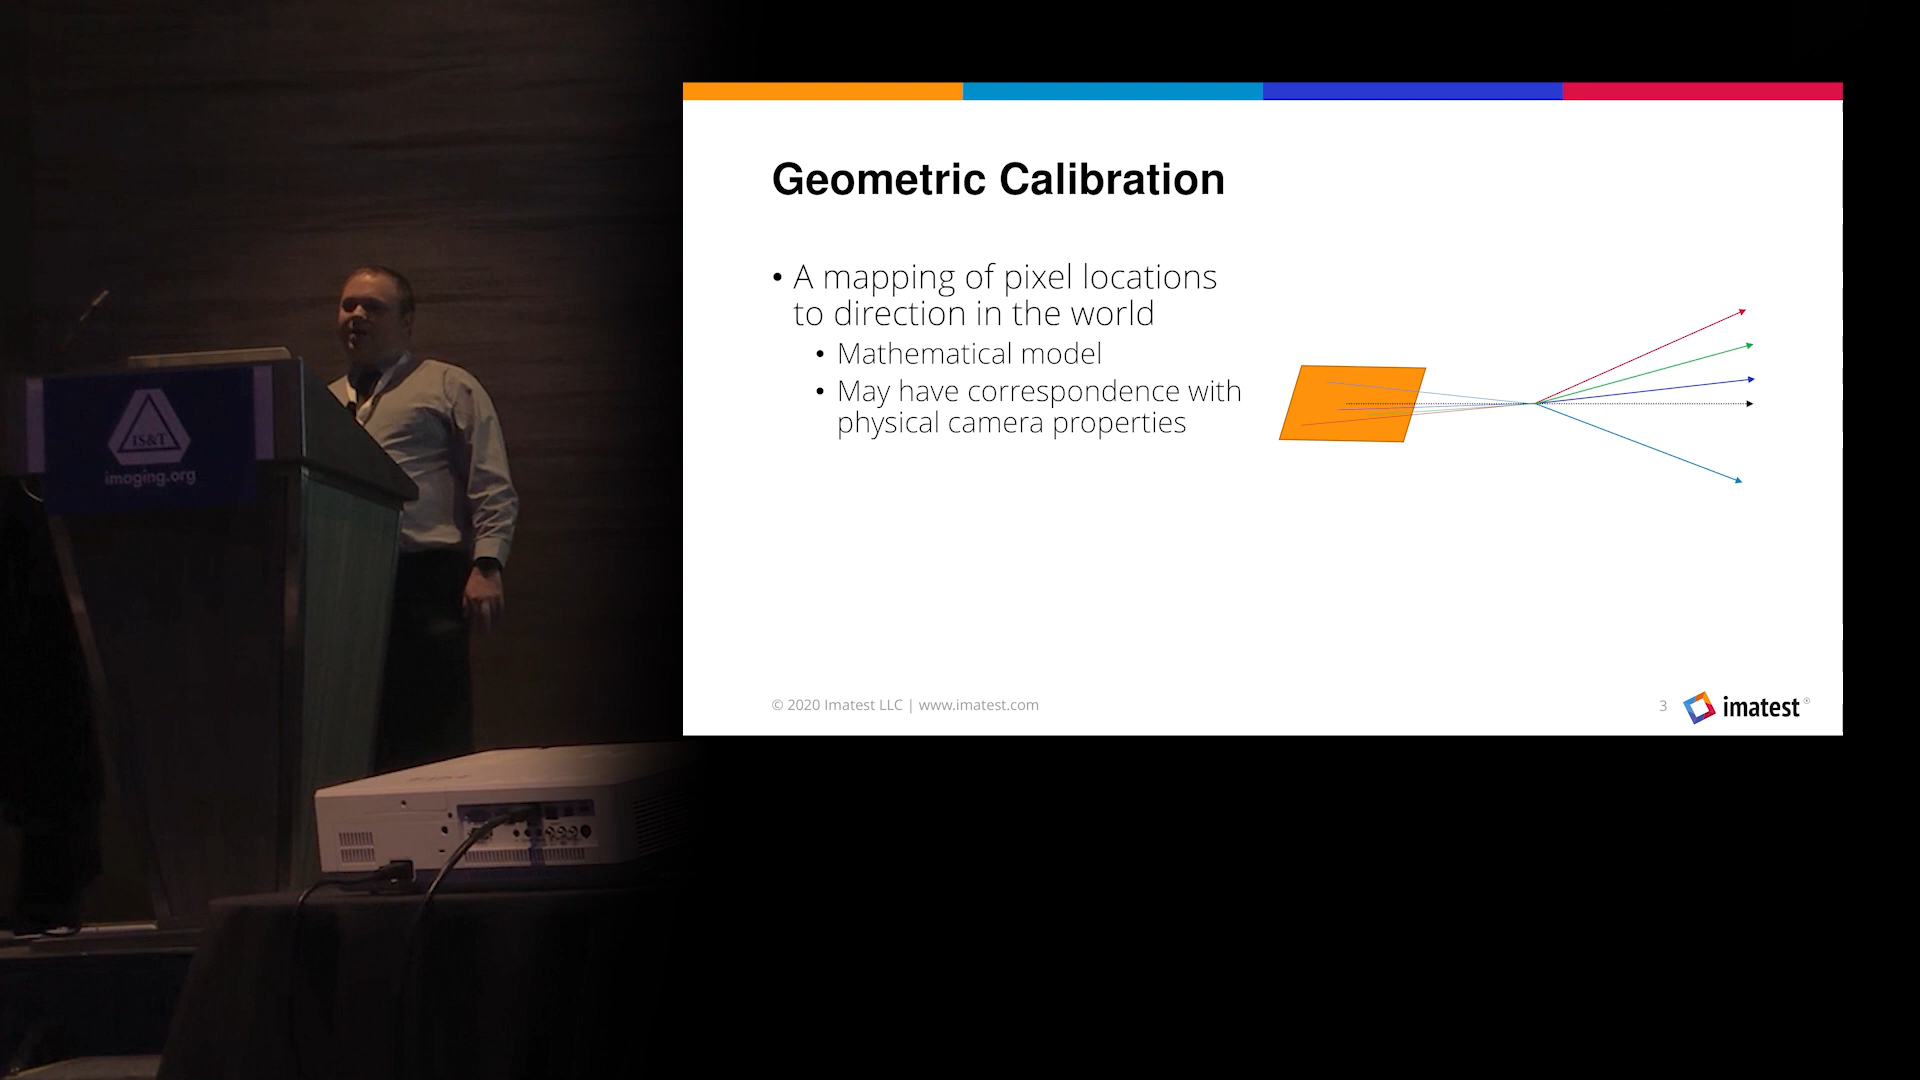 IS&T
imaging.org
Geometric Calibration
• A mapping of pixel locations
to direction in the world
• Mathematical model
• May have correspondence with
physical camera properties
© 2020 Imatest LLC | www.imatest.com
3
imatest®